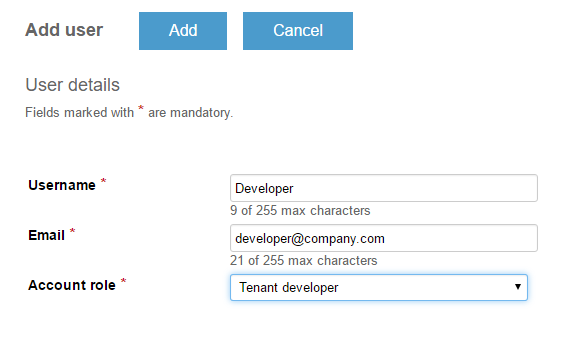 Add user Add Cancel
User details
Fields marked with * are mandatory.
Username * Developer
9 of 255 max characters
Email * developer@company.com
21 of 255 max characters
Account role * Tenant developer